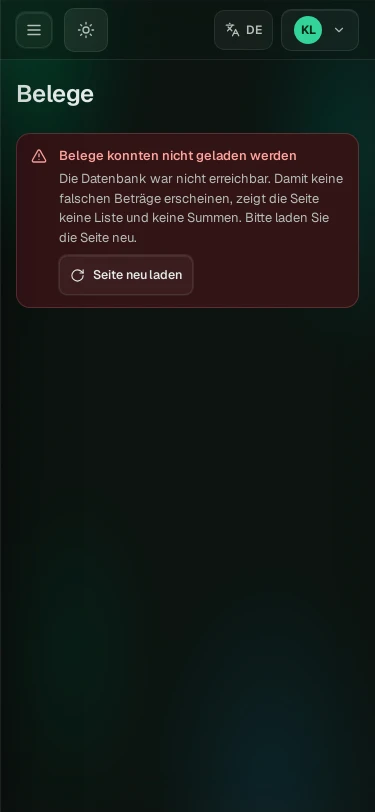 DE
KL
Belege
Belege konnten nicht geladen werden
Die Datenbank war nicht erreichbar. Damit keine
falschen Beträge erscheinen, zeigt die Seite
keine Liste und keine Summen. Bitte laden Sie
die Seite neu.
Seite neu laden